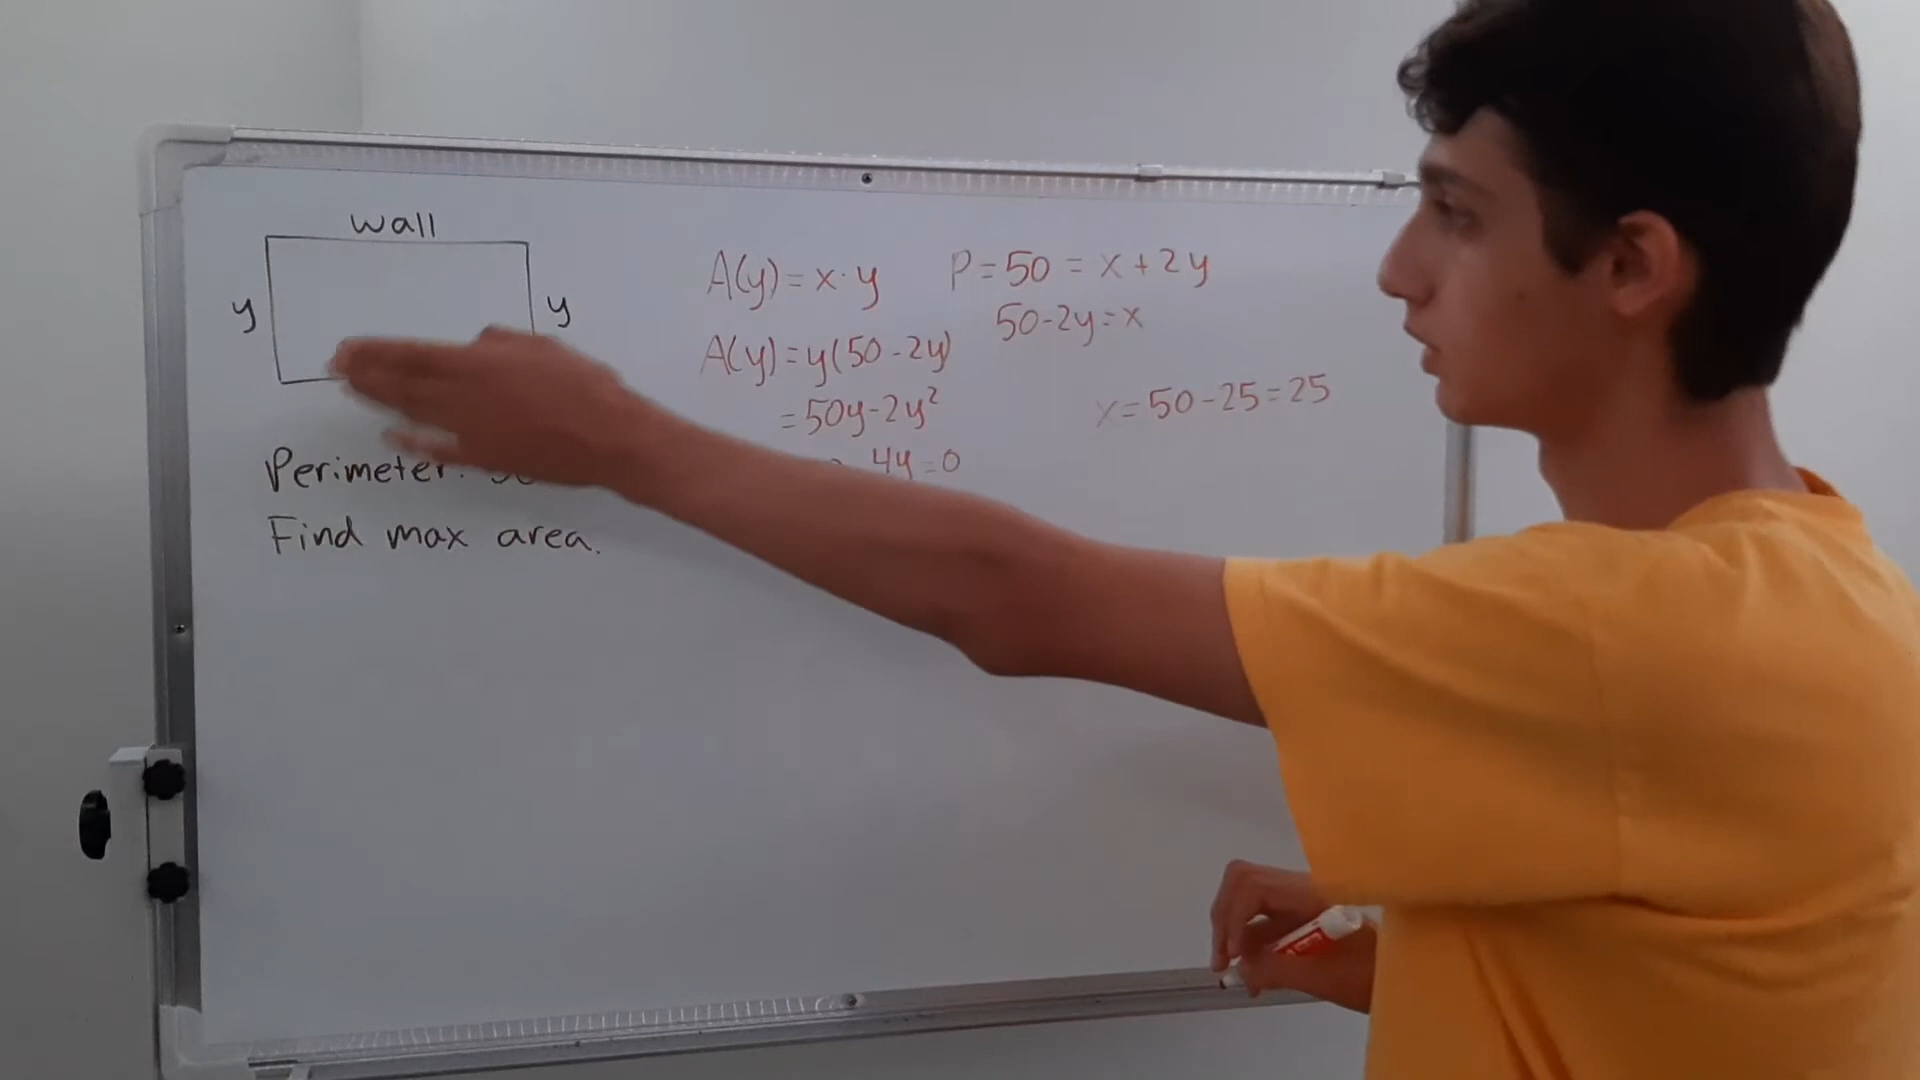 wall
y y
Perimeter:
Find max area.
A(y) = x · y
A(y) = y(50 - 2y)
= 50y - 2y²
4y = 0
P = 50 = x + 2y
50 - 2y = x
x = 50 - 25 = 25